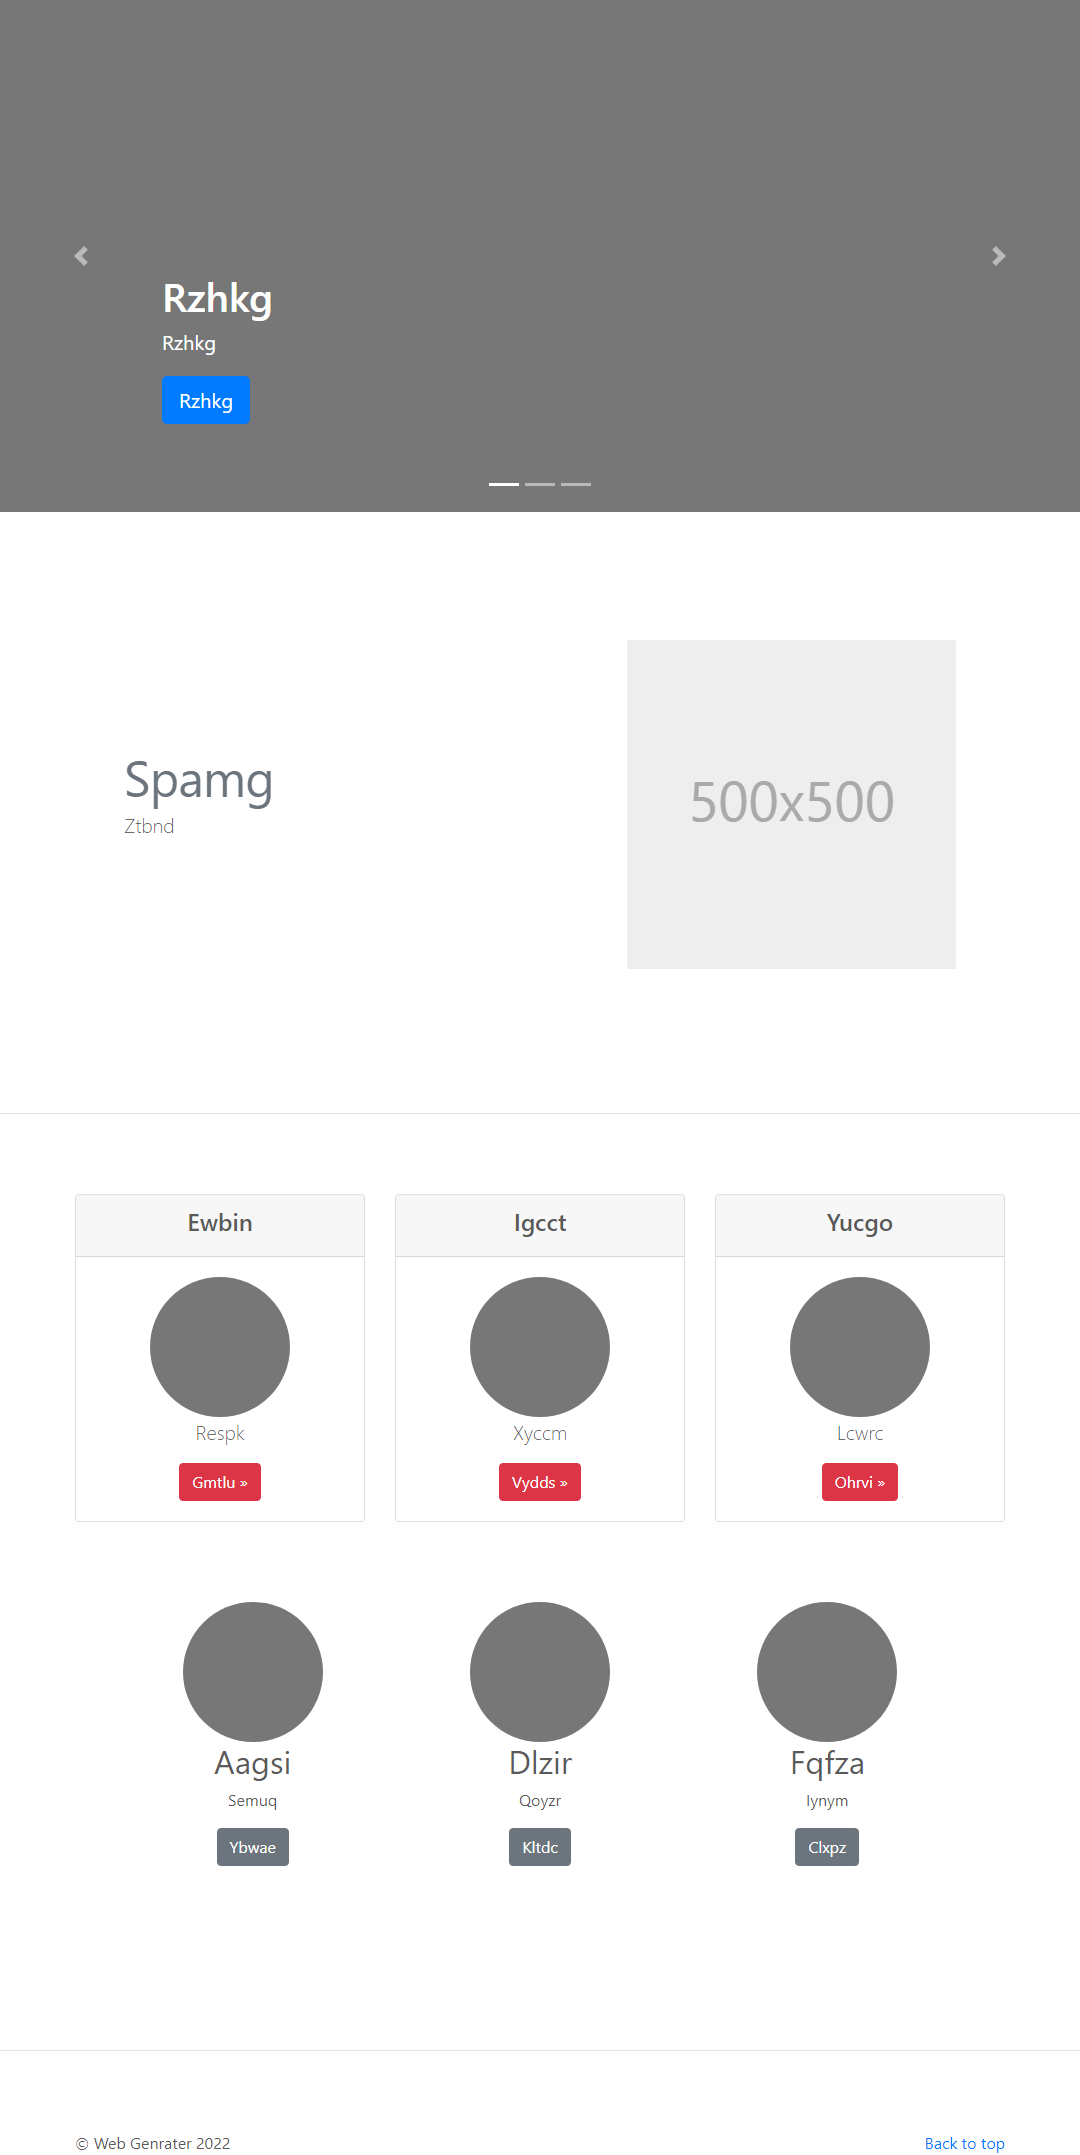 Rzhkg
Rzhkg
Rzhkg
Spamg
Ztbnd
500x500
Ewbin
Igcct
Yucgo
Respk
Xyccm
Lcwrc
Gmtlu »
Vydds »
Ohrvi »
Aagsi
Dlzir
Fqfza
Semuq
Qoyzr
Iynym
Ybwae
Kltdc
Clxpz
© Web Genrater 2022
Back to top